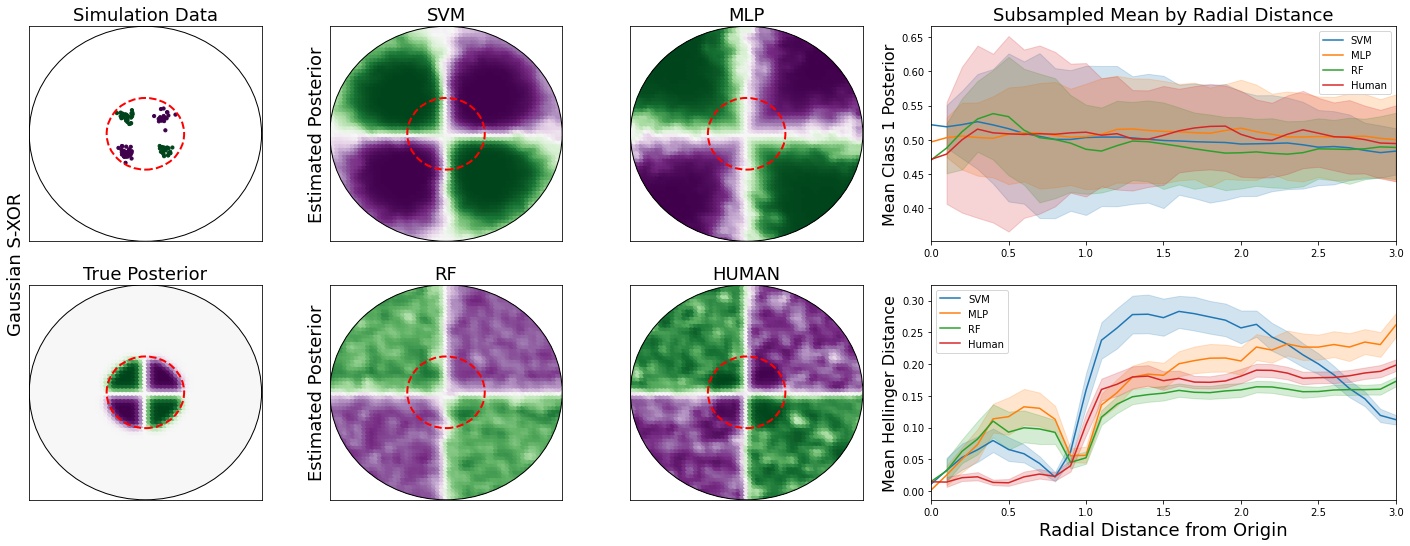 Gaussian S-XOR
Simulation Data
SVM
Estimated Posterior
MLP
Subsampled Mean by Radial Distance
Mean Class 1 Posterior
0.65
0.60
0.55
0.50
0.45
0.40
0.0 0.5 1.0 1.5 2.0 2.5 3.0
SVM
MLP
RF
Human
True Posterior
RF
Estimated Posterior
HUMAN
Mean Hellinger Distance
0.30
0.25
0.20
0.15
0.10
0.05
0.00
SVM
MLP
RF
Human
0.0 0.5 1.0 1.5 2.0 2.5 3.0
Radial Distance from Origin